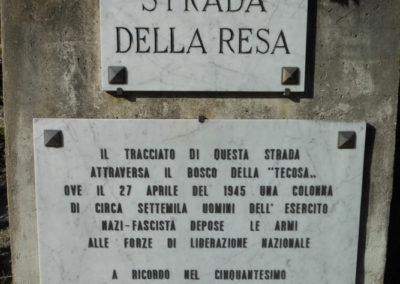 STRADA
DELLA RESA
IL TRACCIATO DI QUESTA STRADA
ATTRAVERSA IL BOSCO DELLA "TECOSA"
OVE IL 27 APRILE DEL 1945 UNA COLONNA
DI CIRCA SETTEMILA UOMINI DELL' ESERCITO
NAZI-FASCISTA DEPOSE LE ARMI
ALLE FORZE DI LIBERAZIONE NAZIONALE
A RICORDO NEL CINQUANTESIMO